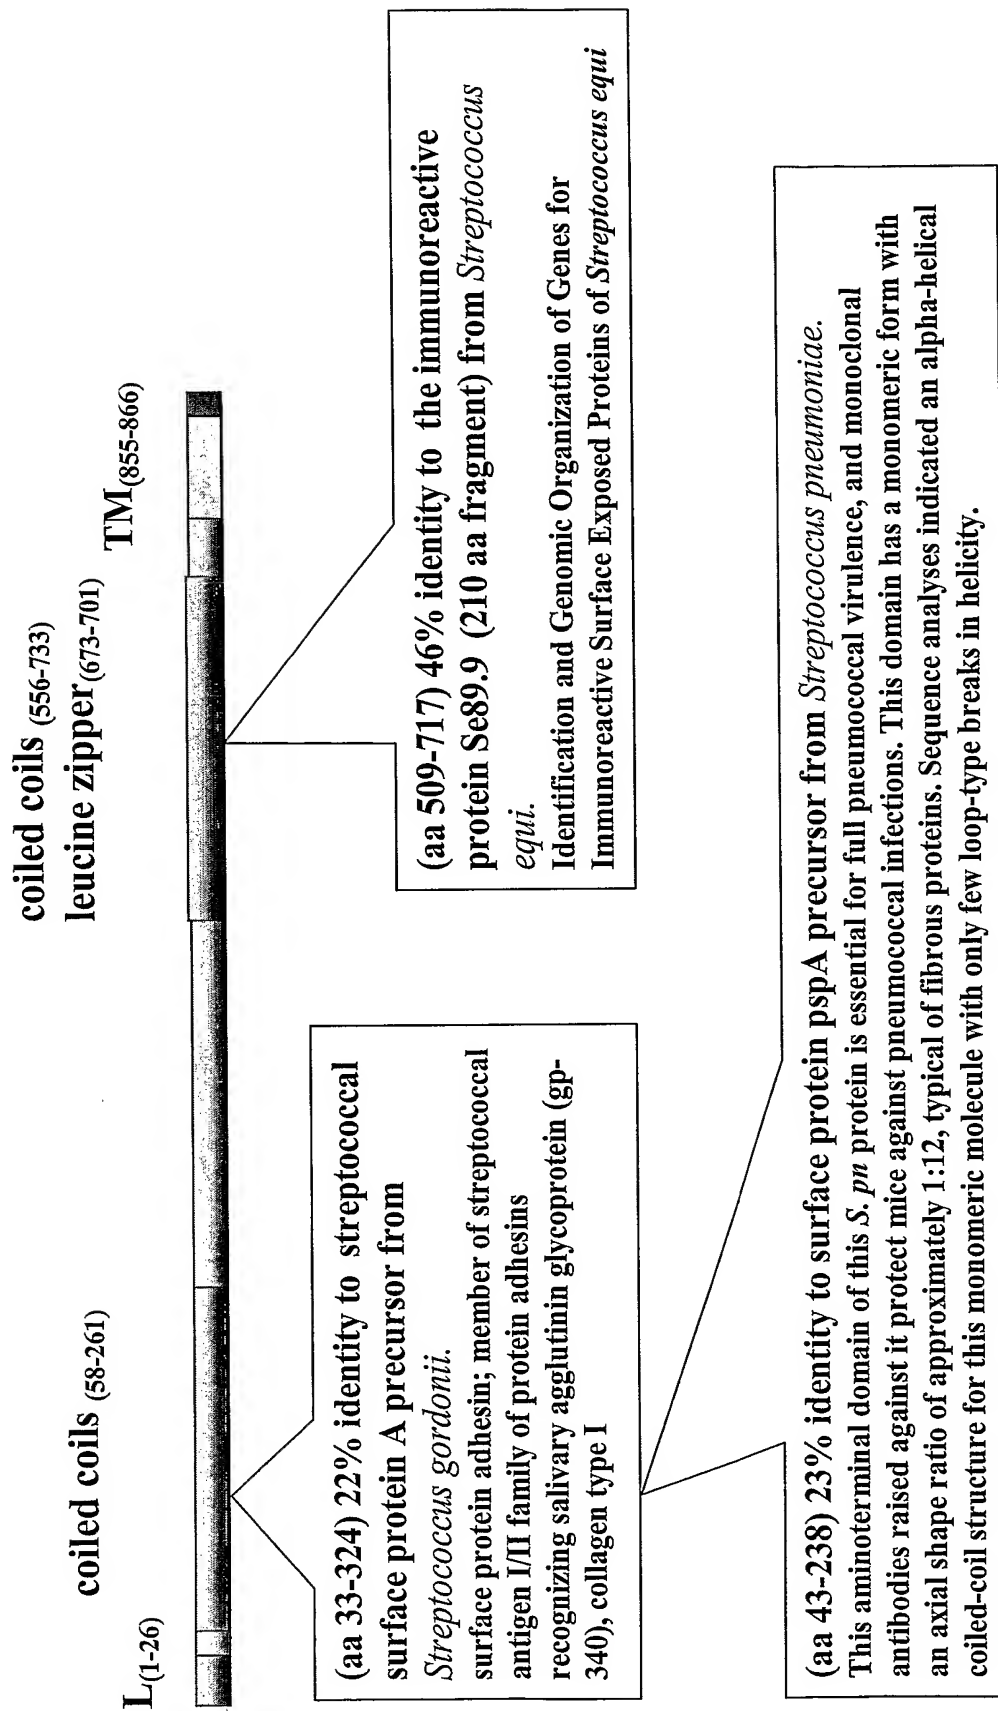 coiled coils (556-733)
leucine zipper(673-701)
coiled coils (58-261)
TM(855-866)
L(1-26)
(aa 33-324) 22% identity to streptococcal
surface protein A precursor from
Streptococcus gordonii.
surface protein adhesin; member of streptococcal
antigen I/II family of protein adhesins
recognizing salivary agglutinin glycoprotein (gp-
340), collagen type I
(aa 509-717) 46% identity to the immunoreactive
protein Se89.9 (210 aa fragment) from Streptococcus
equi.
Identification and Genomic Organization of Genes for
Immunoreactive Surface Exposed Proteins of Streptococcus equi
(aa 43-238) 23% identity to surface protein pspA precursor from Streptococcus pneumoniae.
This aminoterminal domain of this S. pn protein is essential for full pneumococcal virulence, and monoclonal
antibodies raised against it protect mice against pneumococcal infections. This domain has a monomeric form with
an axial shape ratio of approximately 1:12, typical of fibrous proteins. Sequence analyses indicated an alpha-helical
coiled-coil structure for this monomeric molecule with only few loop-type breaks in helicity.